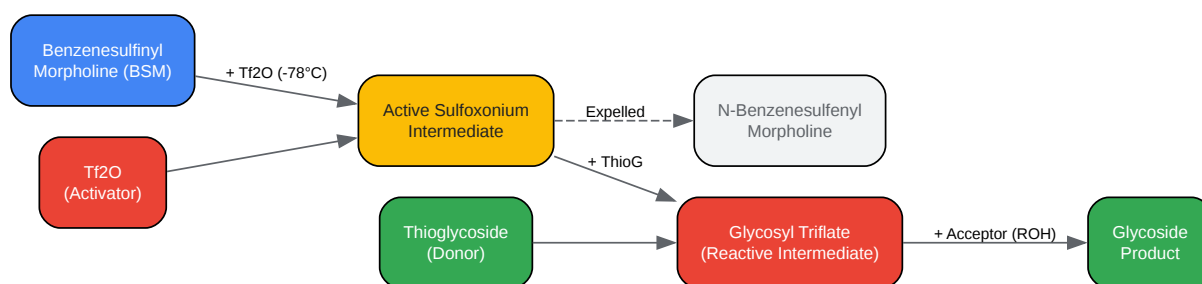 Benzenesulfinyl
Morpholine (BSM)
+ Tf2O (-78°C)
Active Sulfoxonium
Intermediate
Expelled
N-Benzenesulfenyl
Morpholine
Tf2O
(Activator)
+ ThioG
Thioglycoside
(Donor)
Glycosyl Triflate
(Reactive Intermediate)
+ Acceptor (ROH)
Glycoside
Product